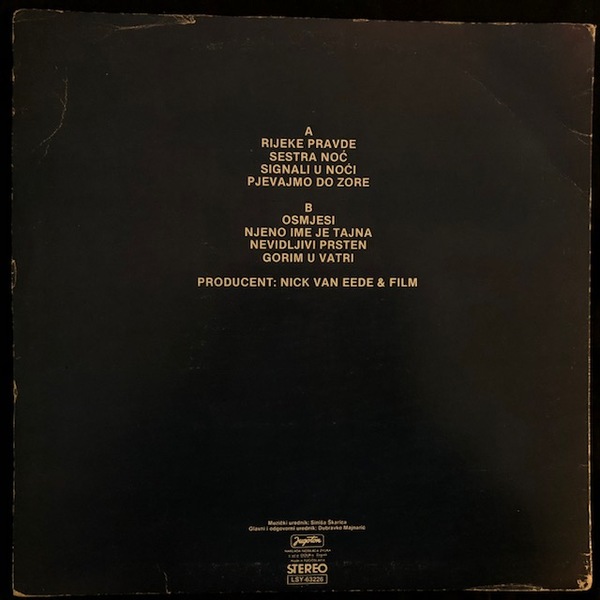 A
RIJEKE PRAVDE
SESTRA NOĆ
SIGNALI U NOĆI
PJEVAJMO DO ZORE
B
OSMJESI
NJENO IME JE TAJNA
NEVIDLJIVI PRSTEN
GORIM U VATRI
PRODUCENT: NICK VAN EEDE & FILM
Muzički urednik: Siniša Škarica
Glavni i odgovorni urednik: Dubravko Majnarić
Jugoton
STEREO
LSY-63226